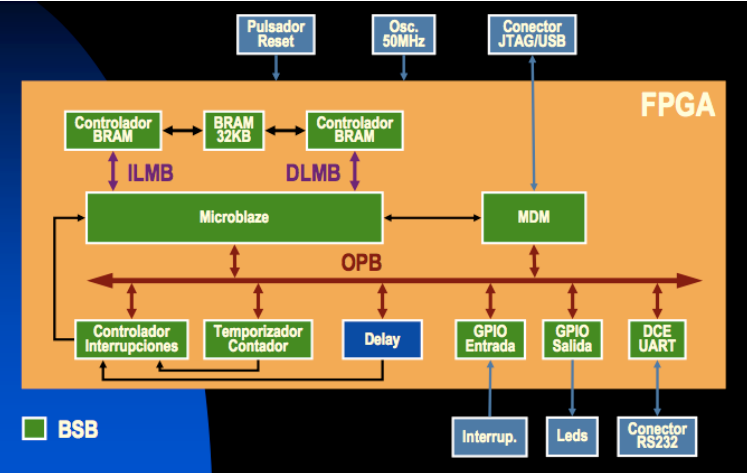 Pulsador
Reset
Osc.
50MHz
Conector
JTAG/USB
FPGA
Controlador
BRAM
BRAM
32KB
Controlador
BRAM
ILMB
DLMB
Microblaze
MDM
OPB
Controlador
Interrupciones
Temporizador
Contador
Delay
GPIO
Entrada
GPIO
Salida
DCE
UART
BSB
Interrup.
Leds
Conector
RS232